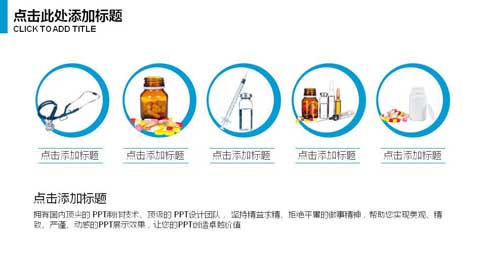 点击此处添加标题
CLICK TO ADD TITLE
点击添加标题 点击添加标题 点击添加标题 点击添加标题 点击添加标题
点击添加标题
拥有国内顶尖的 PPT制作技术、顶级的 PPT设计团队， 坚持精益求精、拒绝平庸的做事精神，帮助您实现美观、精
致、严谨、动感的PPT展示效果，让您的PPT创造卓越价值